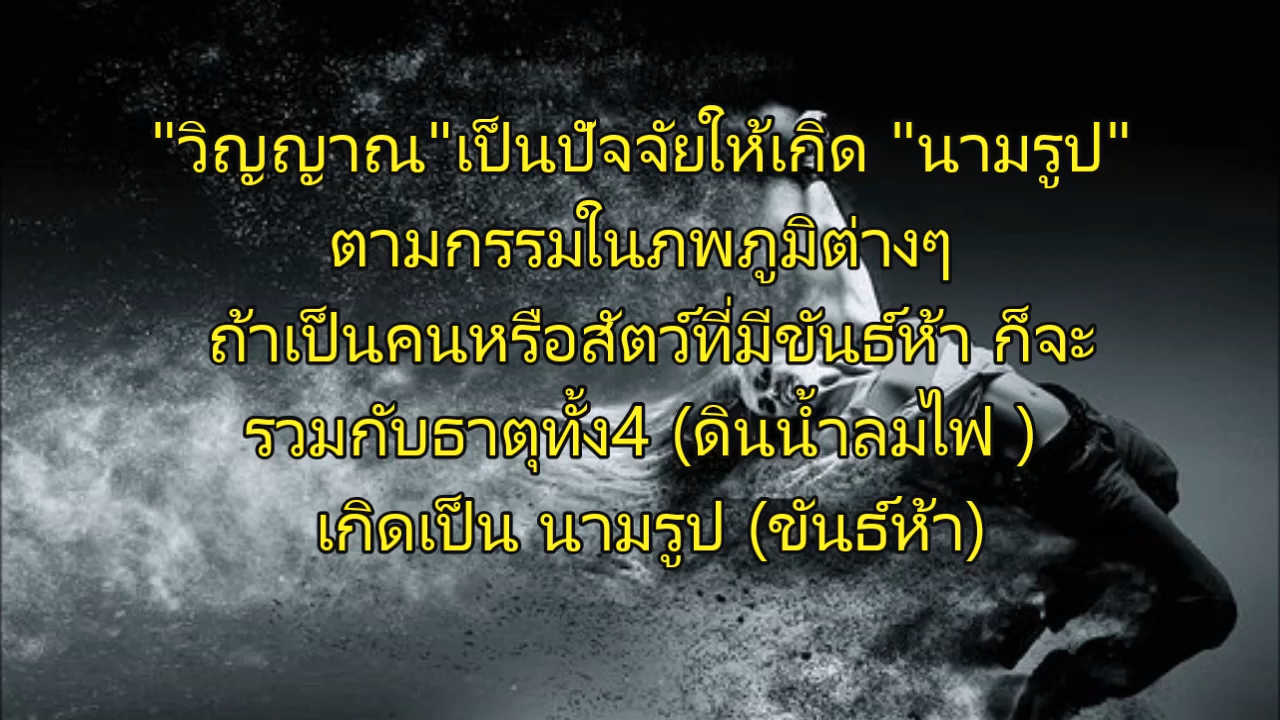 "วิญญาณ"เป็นปัจจัยให้เกิด "นามรูป"
ตามกรรมในภพภูมิต่างๆ
ถ้าเป็นคนหรือสัตว์ที่มีขันธ์ห้า ก็จะ
รวมกับธาตุทั้ง4 (ดินน้ำลมไฟ )
เกิดเป็น นามรูป (ขันธ์ห้า)